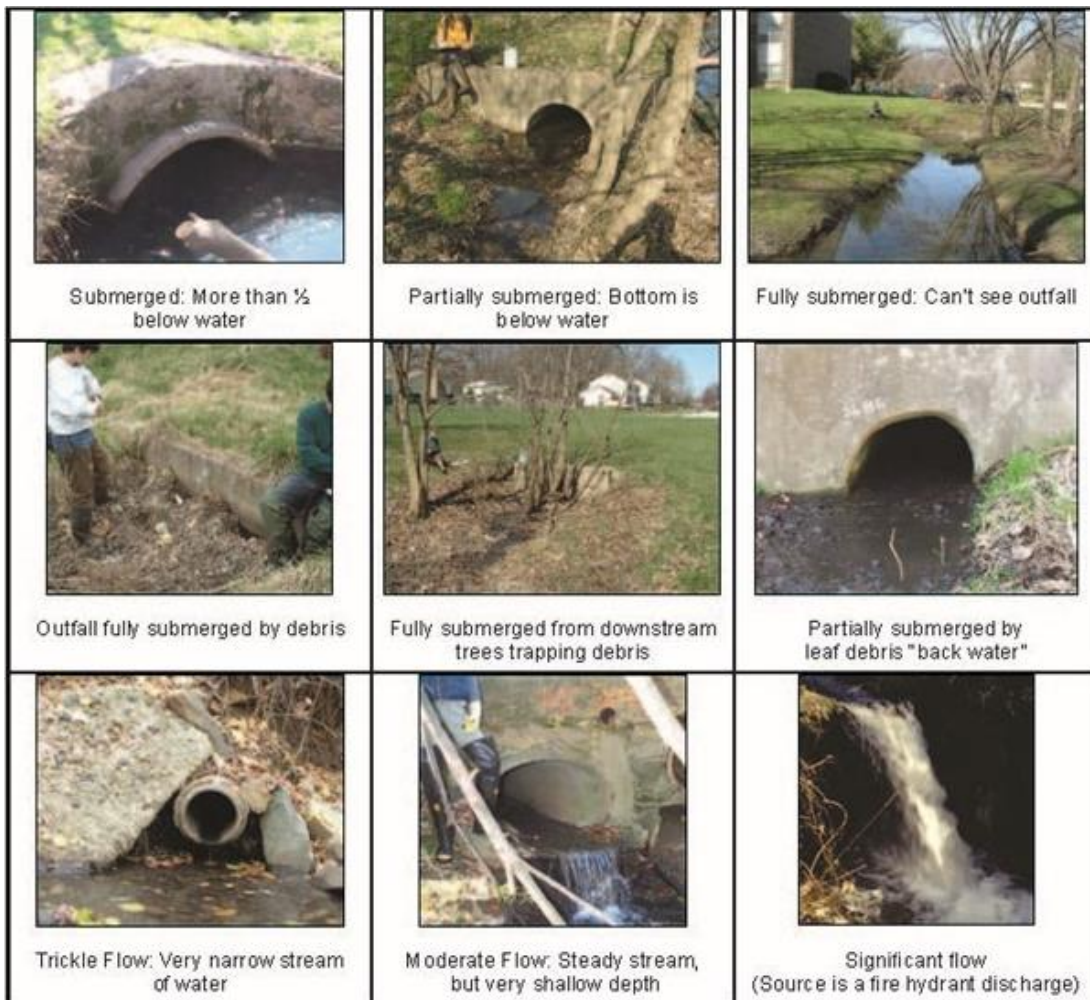 Submerged: More than ½
below water
Partially submerged: Bottom is
below water
Fully submerged: Can't see outfall
Outfall fully submerged by debris
Fully submerged from downstream
trees trapping debris
Partially submerged by
leaf debris "back water"
Trickle Flow: Very narrow stream
of water
Moderate Flow: Steady stream,
but very shallow depth
Significant flow
(Source is a fire hydrant discharge)